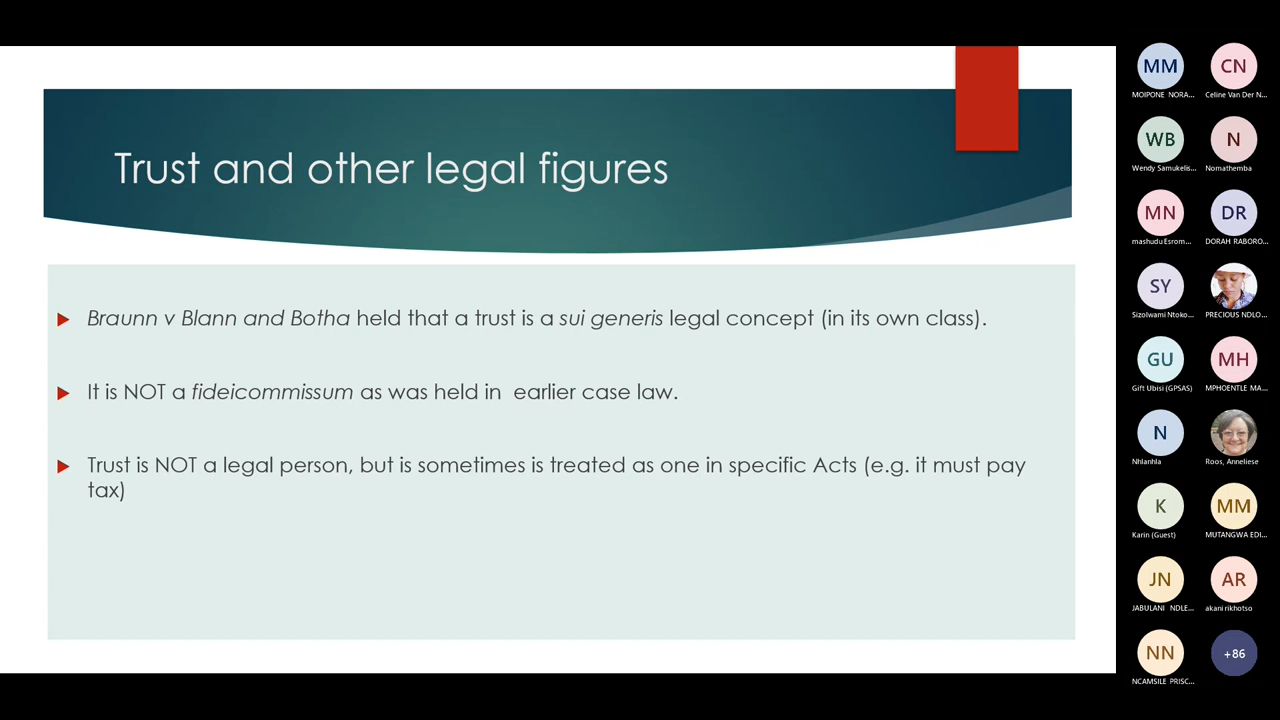 Trust and other legal figures
Braunn v Blann and Botha held that a trust is a sui generis legal concept (in its own class).
It is NOT a fideicommissum as was held in earlier case law.
Trust is NOT a legal person, but is sometimes is treated as one in specific Acts (e.g. it must pay
tax)
MM
CN
MOIPONE NORA...
Celine Van Der N...
WB
N
Wendy Samukelis...
Nomathemba
MN
DR
mashudu Esrom...
DORAH RABORO...
SY
Sizolwami Ntoko...
PRECIOUS NDLO...
GU
MH
Gift Ubisi (GPSAS)
MPHOENTLE MA...
N
Nhlanhla
Roos, Anneliese
K
MM
Karin (Guest)
MUTANGWA EDI...
JN
AR
JABULANI NDLE...
akani rikhotso
NN
+86
NCAMSILE PRISC...